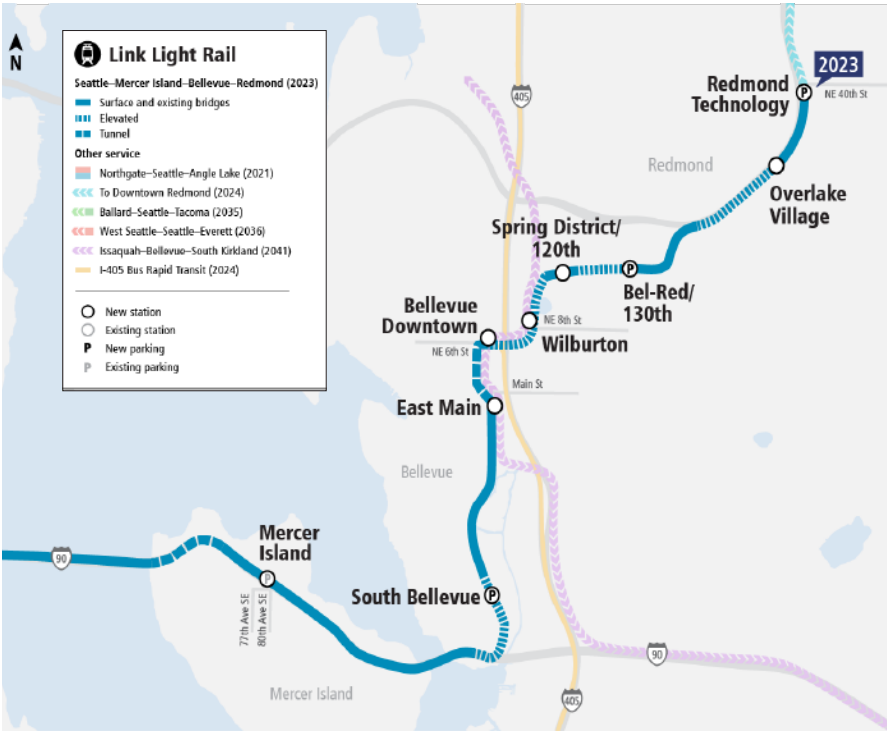 N
Link Light Rail
Seattle–Mercer Island–Bellevue–Redmond (2023)
Surface and existing bridges
Elevated
Tunnel
Other service
Northgate–Seattle–Angle Lake (2021)
To Downtown Redmond (2024)
Ballard–Seattle–Tacoma (2035)
West Seattle–Seattle–Everett (2036)
Issaquah–Bellevue–South Kirkland (2041)
I-405 Bus Rapid Transit (2024)
New station
Existing station
P New parking
P Existing parking
405
2023
Redmond
Technology
P
NE 40th St
Redmond
Overlake
Village
Spring District/
120th
P
Bel-Red/
130th
Bellevue
Downtown
NE 8th St
Wilburton
NE 6th St
Main St
East Main
Bellevue
Mercer
Island
90
P
77th Ave SE
80th Ave SE
South Bellevue
P
90
Mercer Island
405